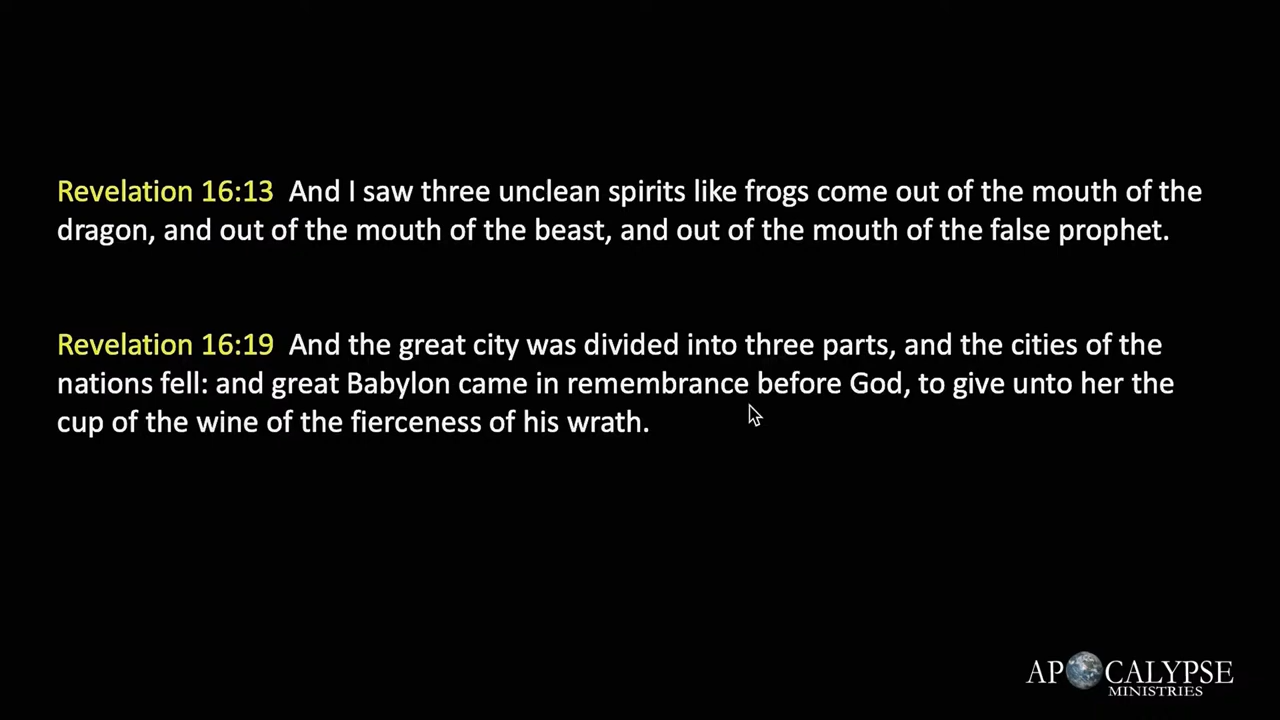 Revelation 16:13  And I saw three unclean spirits like frogs come out of the mouth of the
dragon, and out of the mouth of the beast, and out of the mouth of the false prophet.
Revelation 16:19  And the great city was divided into three parts, and the cities of the
nations fell: and great Babylon came in remembrance before God, to give unto her the
cup of the wine of the fierceness of his wrath.
APOCALYPSE
MINISTRIES